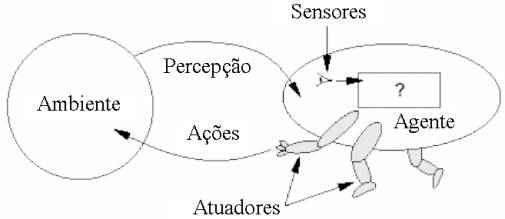 Sensores
Percepção
Ambiente
?
Agente
Ações
Atuadores